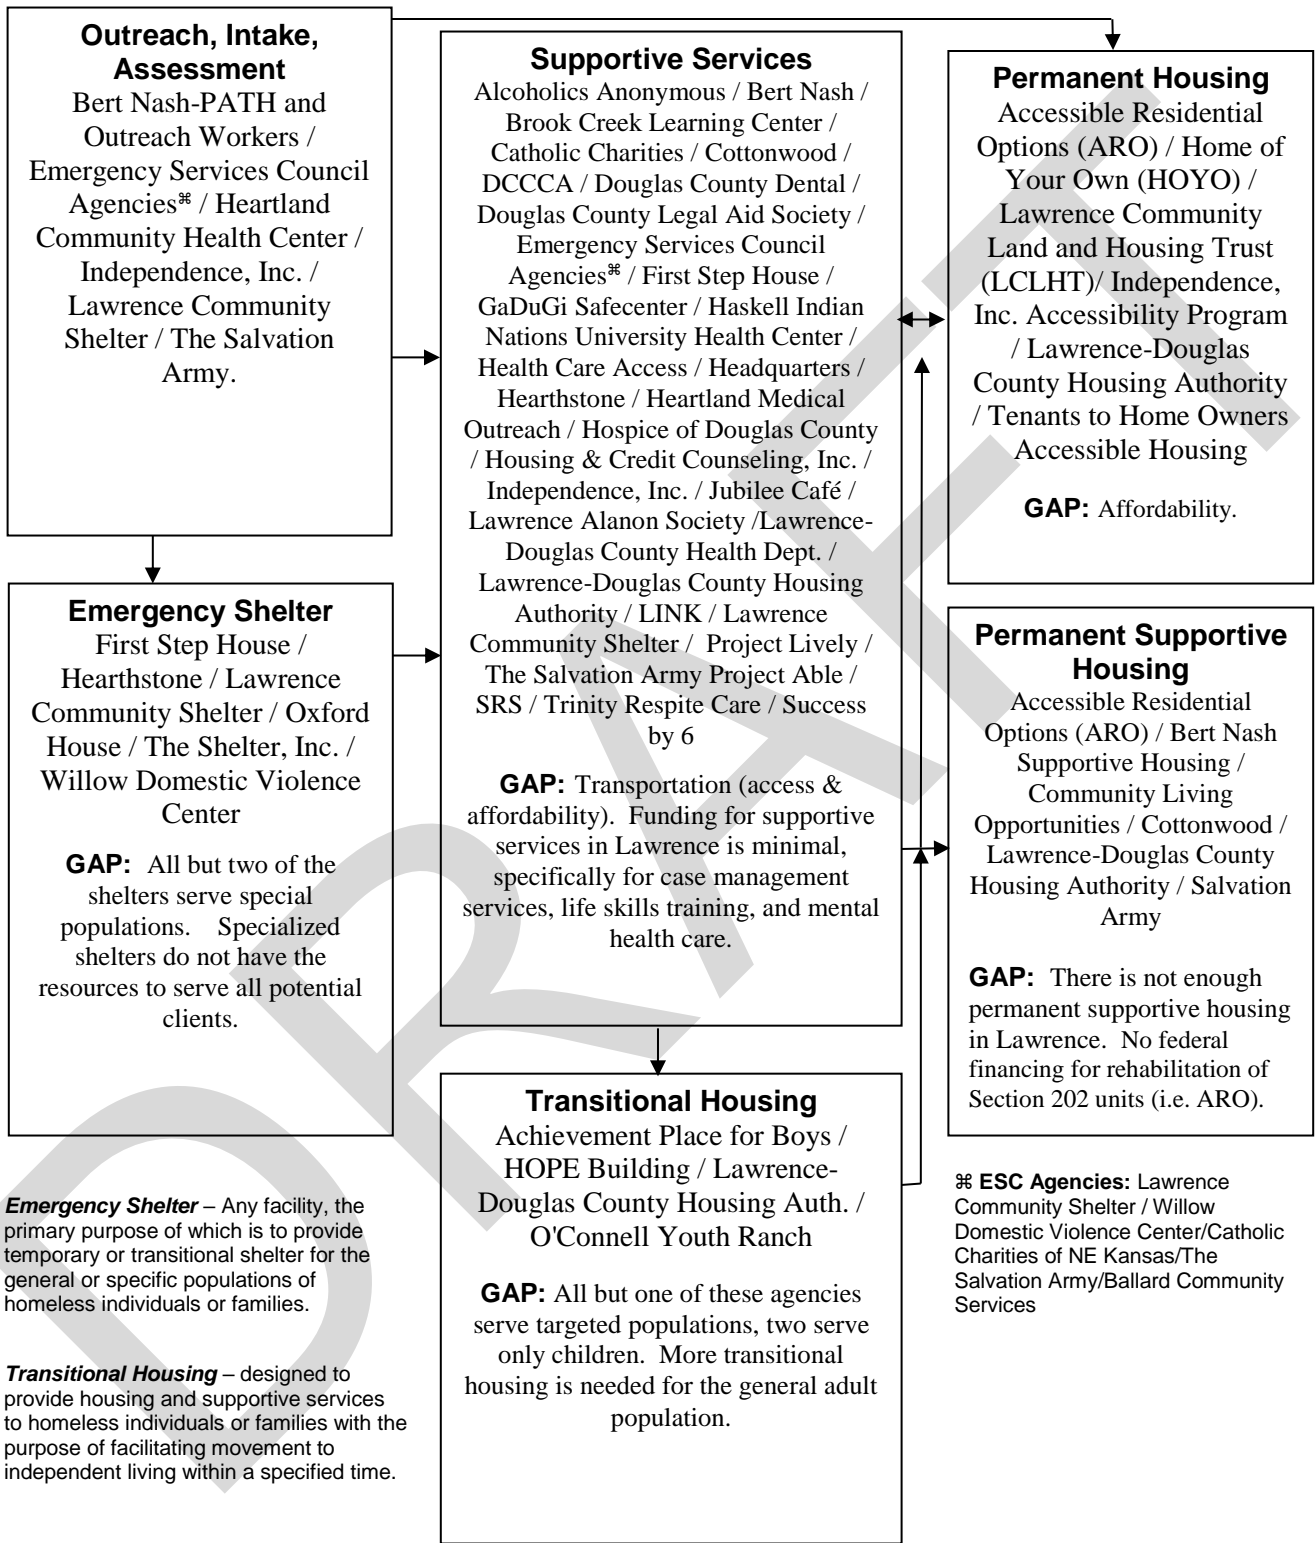 Outreach, Intake,
Assessment
Bert Nash-PATH and
Outreach Workers /
Emergency Services Council
Agencies⌘ / Heartland
Community Health Center /
Independence, Inc. /
Lawrence Community
Shelter / The Salvation
Army.
Emergency Shelter
First Step House /
Hearthstone / Lawrence
Community Shelter / Oxford
House / The Shelter, Inc. /
Willow Domestic Violence
Center
GAP: All but two of the
shelters serve special
populations. Specialized
shelters do not have the
resources to serve all potential
clients.
Emergency Shelter – Any facility, the
primary purpose of which is to provide
temporary or transitional shelter for the
general or specific populations of
homeless individuals or families.
Transitional Housing – designed to
provide housing and supportive services
to homeless individuals or families with the
purpose of facilitating movement to
independent living within a specified time.
Supportive Services
Alcoholics Anonymous / Bert Nash /
Brook Creek Learning Center /
Catholic Charities / Cottonwood /
DCCCA / Douglas County Dental /
Douglas County Legal Aid Society /
Emergency Services Council
Agencies⌘ / First Step House /
GaDuGi Safecenter / Haskell Indian
Nations University Health Center /
Health Care Access / Headquarters /
Hearthstone / Heartland Medical
Outreach / Hospice of Douglas County
/ Housing & Credit Counseling, Inc. /
Independence, Inc. / Jubilee Café /
Lawrence Alanon Society /Lawrence-
Douglas County Health Dept. /
Lawrence-Douglas County Housing
Authority / LINK / Lawrence
Community Shelter / Project Lively /
The Salvation Army Project Able /
SRS / Trinity Respite Care / Success
by 6
GAP: Transportation (access &
affordability). Funding for supportive
services in Lawrence is minimal,
specifically for case management
services, life skills training, and mental
health care.
Transitional Housing
Achievement Place for Boys /
HOPE Building / Lawrence-
Douglas County Housing Auth. /
O'Connell Youth Ranch
GAP: All but one of these agencies
serve targeted populations, two serve
only children. More transitional
housing is needed for the general adult
population.
Permanent Housing
Accessible Residential
Options (ARO) / Home of
Your Own (HOYO) /
Lawrence Community
Land and Housing Trust
(LCLHT)/ Independence,
Inc. Accessibility Program
/ Lawrence-Douglas
County Housing Authority
/ Tenants to Home Owners
Accessible Housing
GAP: Affordability.
Permanent Supportive
Housing
Accessible Residential
Options (ARO) / Bert Nash
Supportive Housing /
Community Living
Opportunities / Cottonwood /
Lawrence-Douglas County
Housing Authority / Salvation
Army
GAP: There is not enough
permanent supportive housing
in Lawrence. No federal
financing for rehabilitation of
Section 202 units (i.e. ARO).
⌘ ESC Agencies: Lawrence
Community Shelter / Willow
Domestic Violence Center/Catholic
Charities of NE Kansas/The
Salvation Army/Ballard Community
Services
DRAFT